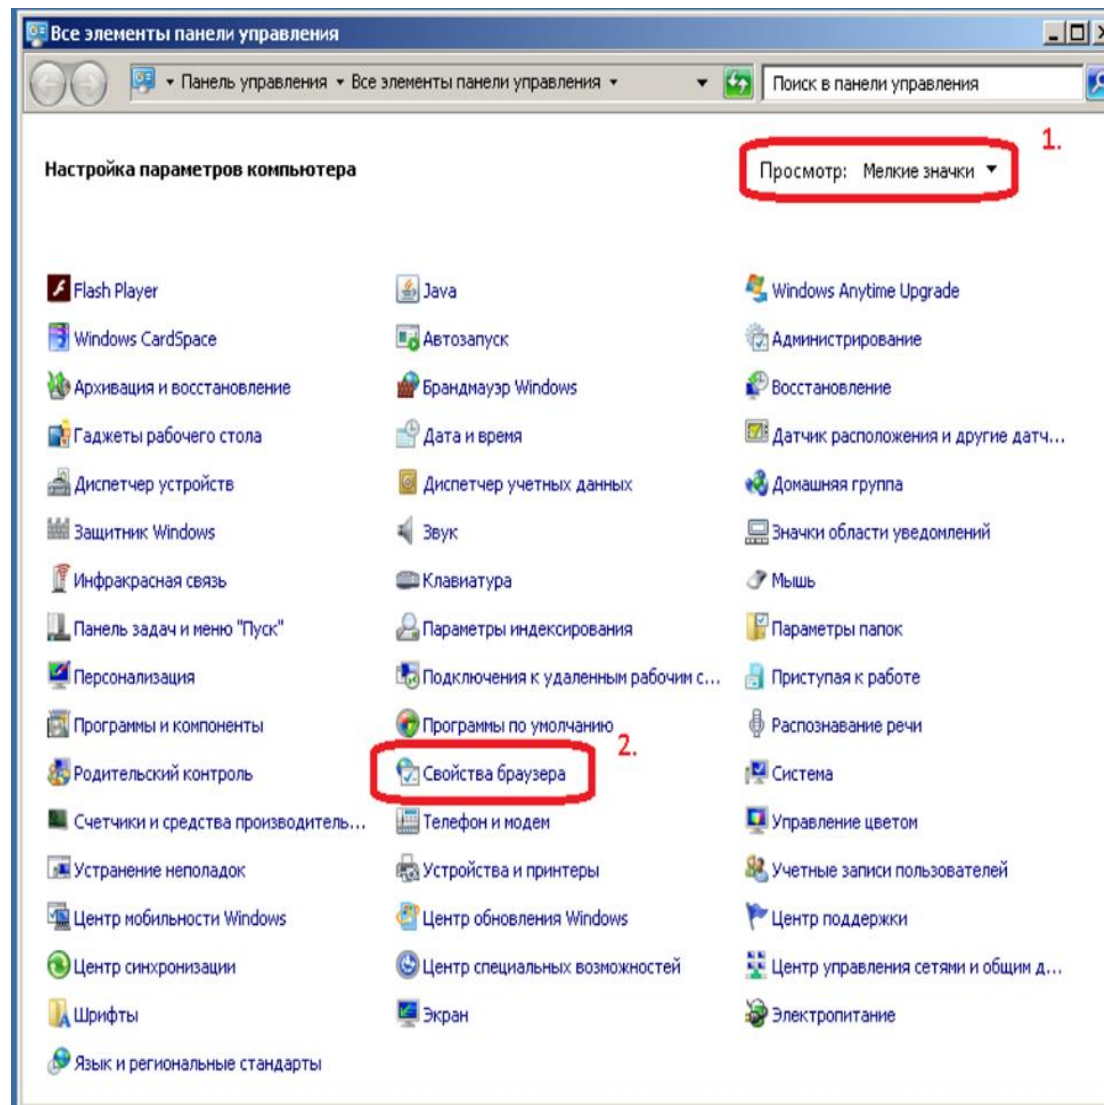 Все элементы панели управления
Панель управления Все элементы панели управления Поиск в панели управления
1.
Настройка параметров компьютера Просмотр: Мелкие значки
Flash Player Java Windows Anytime Upgrade
Windows CardSpace Автозапуск Администрирование
Архивация и восстановление Брандмауэр Windows Восстановление
Гаджеты рабочего стола Дата и время Датчик расположения и другие датч...
Диспетчер устройств Диспетчер учетных данных Домашняя группа
Защитник Windows Звук Значки области уведомлений
Инфракрасная связь Клавиатура Мышь
Панель задач и меню "Пуск" Параметры индексирования Параметры папок
Персонализация Подключения к удаленным рабочим с... Приступая к работе
Программы и компоненты Программы по умолчанию Распознавание речи
2.
Родительский контроль Свойства браузера Система
Счетчики и средства производитель... Телефон и модем Управление цветом
Устранение неполадок Устройства и принтеры Учетные записи пользователей
Центр мобильности Windows Центр обновления Windows Центр поддержки
Центр синхронизации Центр специальных возможностей Центр управления сетями и общим д...
Шрифты Экран Электропитание
Язык и региональные стандарты